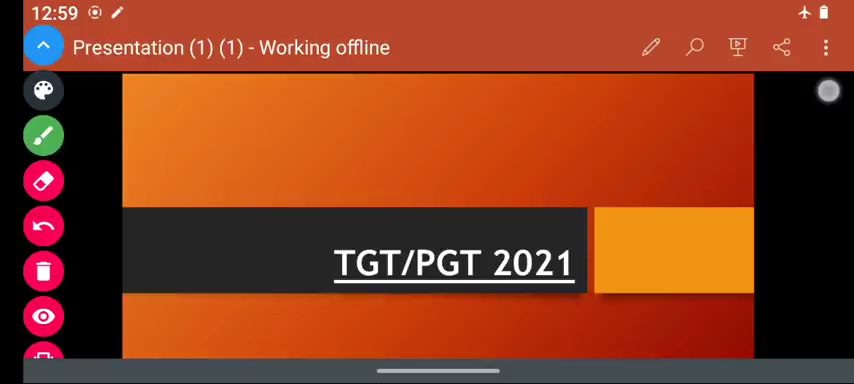 12:59
Presentation (1) (1) - Working offline
TGT/PGT 2021